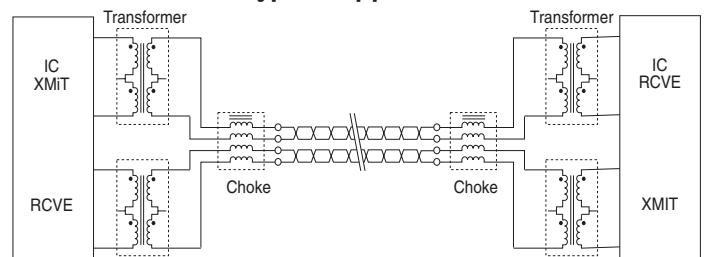 Transformer
Transformer
IC
XMiT
IC
RCVE
Choke
Choke
RCVE
XMIT